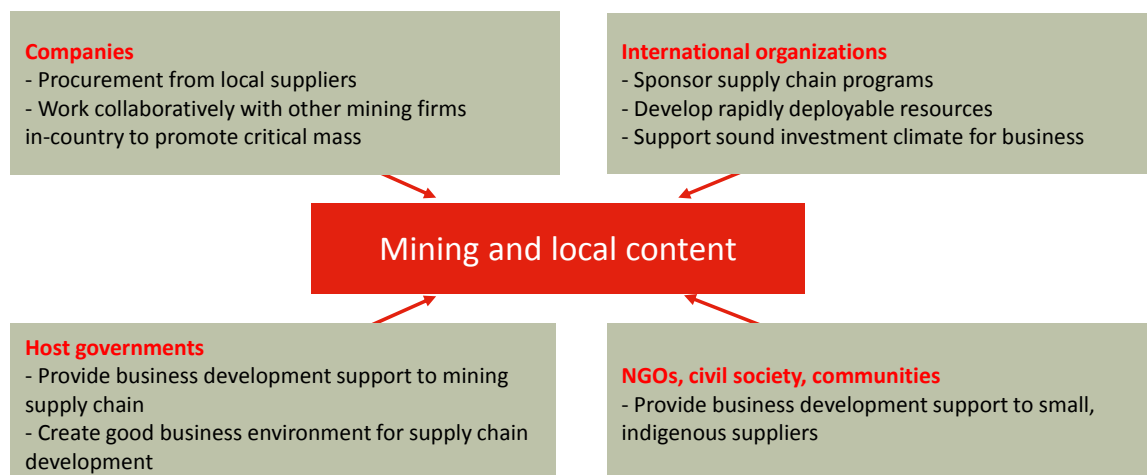 Companies
- Procurement from local suppliers
- Work collaboratively with other mining firms
in-country to promote critical mass
International organizations
- Sponsor supply chain programs
- Develop rapidly deployable resources
- Support sound investment climate for business
Mining and local content
Host governments
- Provide business development support to mining
supply chain
- Create good business environment for supply chain
development
NGOs, civil society, communities
- Provide business development support to small,
indigenous suppliers